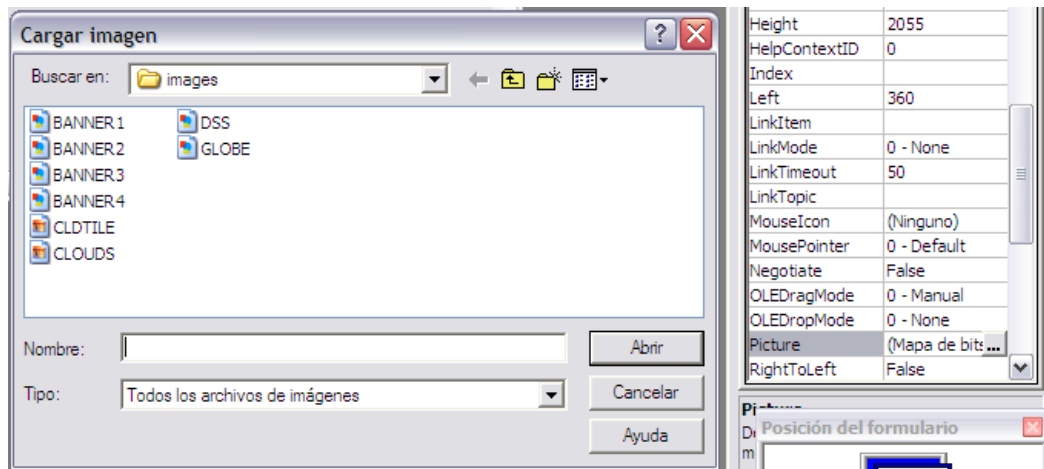 Cargar imagen
Buscar en: images
BANNER1 DSS
BANNER2 GLOBE
BANNER3
BANNER4
CLDTILE
CLOUDS
Nombre: Abrir
Tipo: Todos los archivos de imágenes Cancelar
Ayuda
Height 2055
HelpContextID 0
Index
Left 360
LinkItem
LinkMode 0 - None
LinkTimeout 50
LinkTopic
MouseIcon (Ninguno)
MousePointer 0 - Default
Negotiate False
OLEDragMode 0 - Manual
OLEDropMode 0 - None
Picture (Mapa de bits ...
RightToLeft False
Posición del formulario